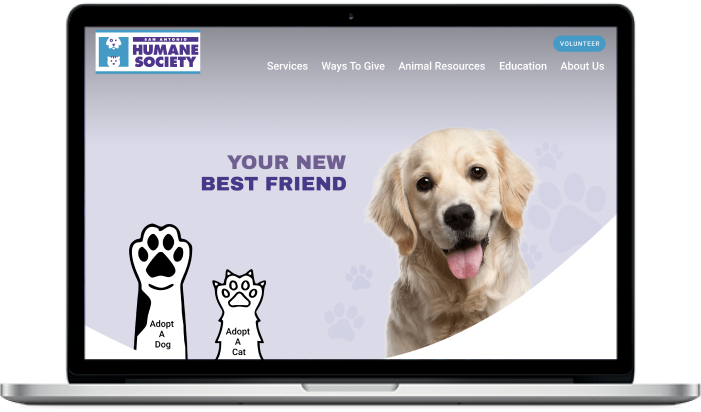 SAN ANTONIO
HUMANE
SOCIETY
VOLUNTEER
Services Ways To Give Animal Resources Education About Us
YOUR NEW
BEST FRIEND
Adopt
A
Dog
Adopt
A
Cat